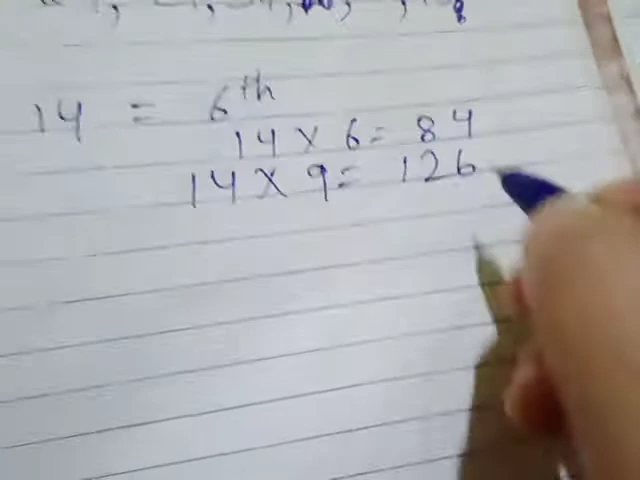 14 = 6th
14 × 6 = 84
14 × 9 = 126